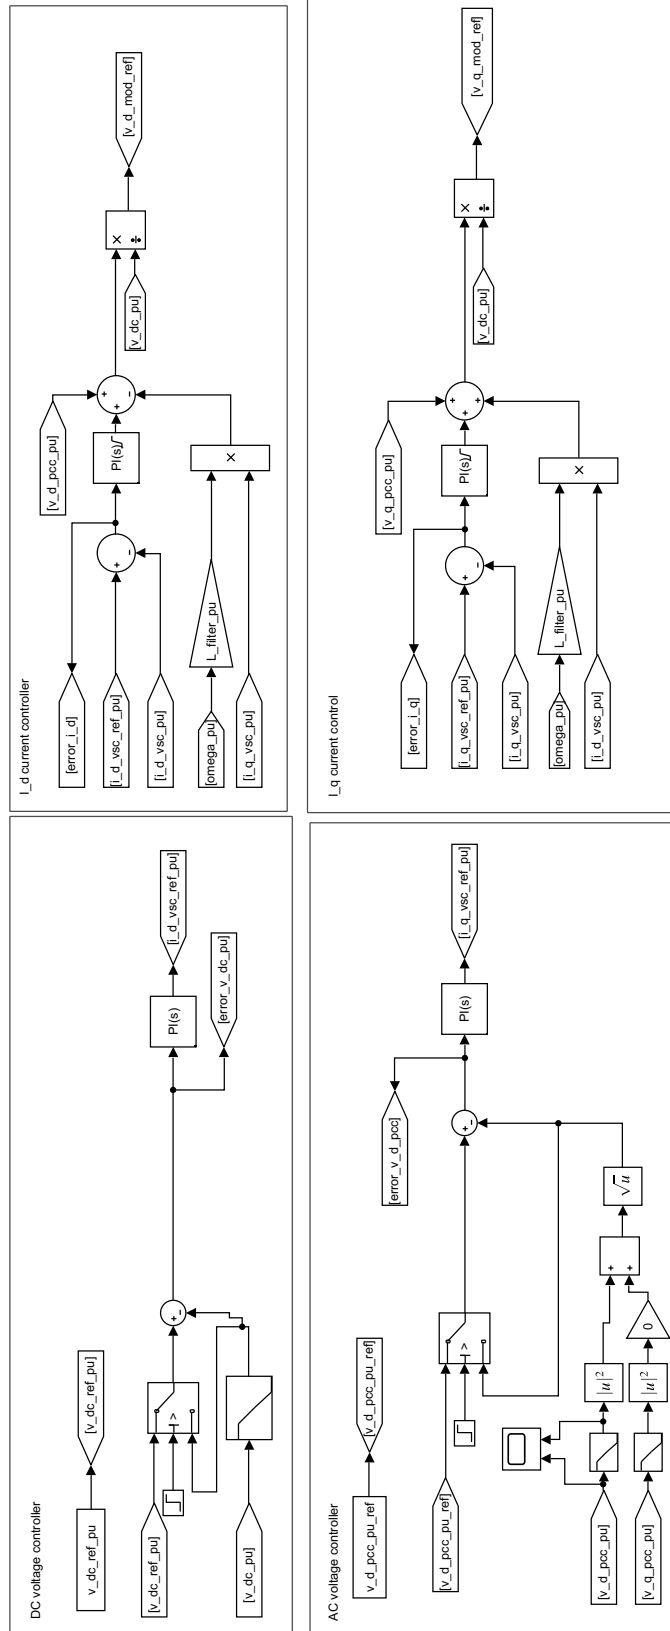 DC voltage controller
v_dc_ref_pu
[v_dc_ref_pu]
[v_dc_ref_pu]
>
+
−
[v_dc_pu]
PI(s)
[i_d_vsc_ref_pu]
[error_v_dc_pu]
I_d current controller
[error_i_d]
[i_d_vsc_ref_pu]
[i_d_vsc_pu]
[omega_pu]
[i_q_vsc_pu]
L_filter_pu
+
−
[v_d_pcc_pu]
PI(s)
+
+
−
×
[v_dc_pu]
×
÷
[v_d_mod_ref]
AC voltage controller
v_d_pcc_pu_ref
[v_d_pcc_pu_ref]
[v_d_pcc_pu_ref]
>
[v_d_pcc_pu]
[v_q_pcc_pu]
|u|²
|u|²
0
+
+
√u
+
−
[error_v_d_pcc]
PI(s)
[i_q_vsc_ref_pu]
I_q current control
[error_i_q]
[i_q_vsc_ref_pu]
[i_q_vsc_pu]
[omega_pu]
[i_d_vsc_pu]
L_filter_pu
+
−
[v_q_pcc_pu]
PI(s)
+
+
+
×
[v_dc_pu]
×
÷
[v_q_mod_ref]